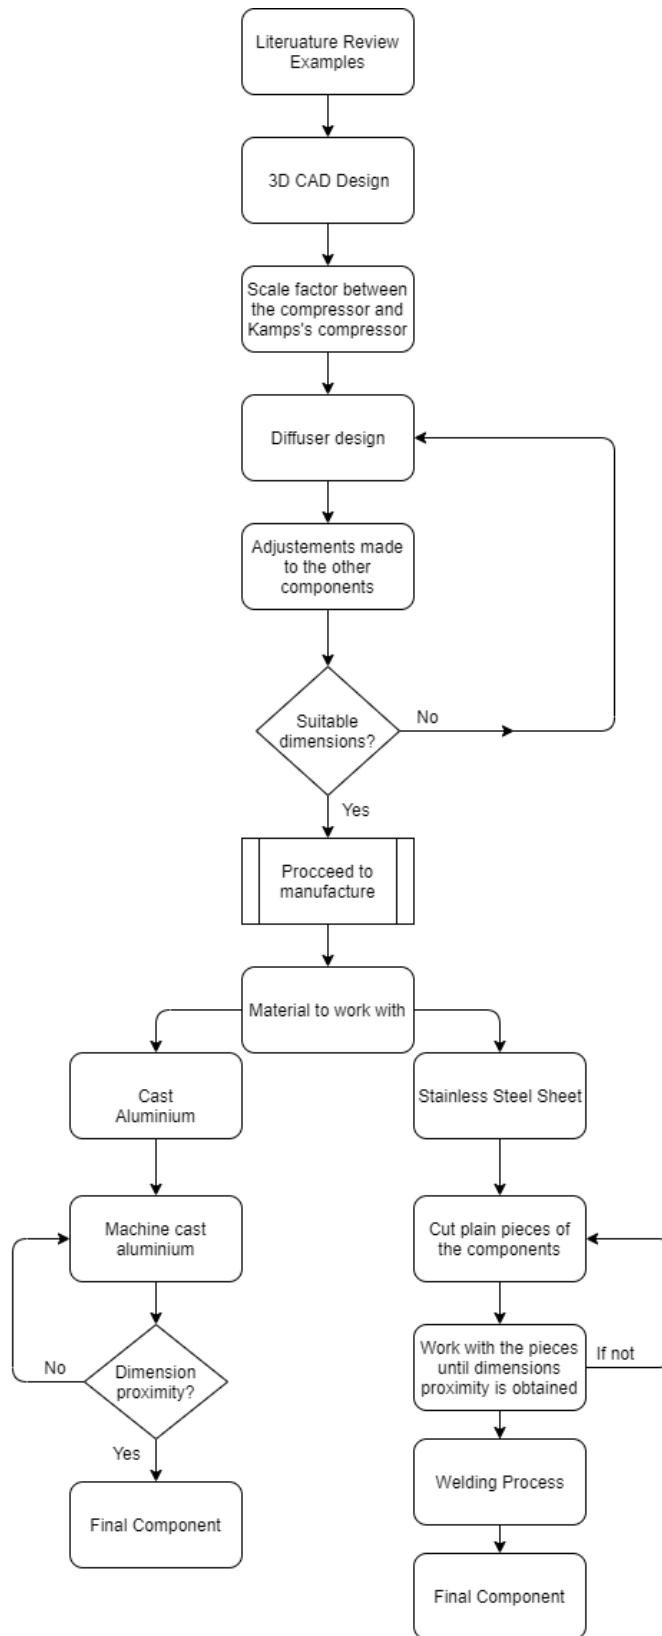 Literuature Review
Examples
3D CAD Design
Scale factor between
the compressor and
Kamps's compressor
Diffuser design
Adjustements made
to the other
components
Suitable
dimensions?
No
Yes
Procceed to
manufacture
Material to work with
Cast
Aluminium
Stainless Steel Sheet
Machine cast
aluminium
Cut plain pieces of
the components
Dimension
proximity?
No
Yes
Work with the pieces
until dimensions
proximity is obtained
If not
Welding Process
Final Component
Final Component